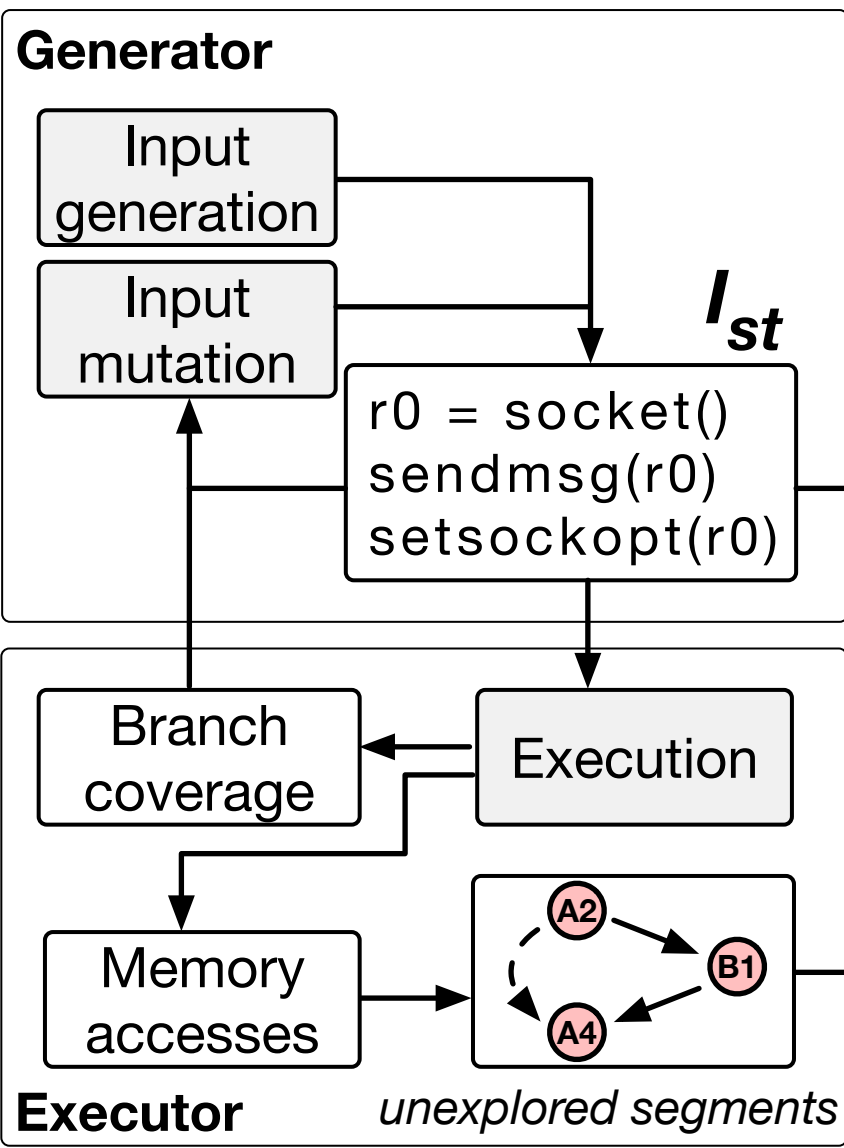 Generator
Input
generation
Input
mutation
I_st
r0 = socket()
sendmsg(r0)
setsockopt(r0)
Branch
coverage
Execution
Memory
accesses
A2
B1
A4
Executor
unexplored segments